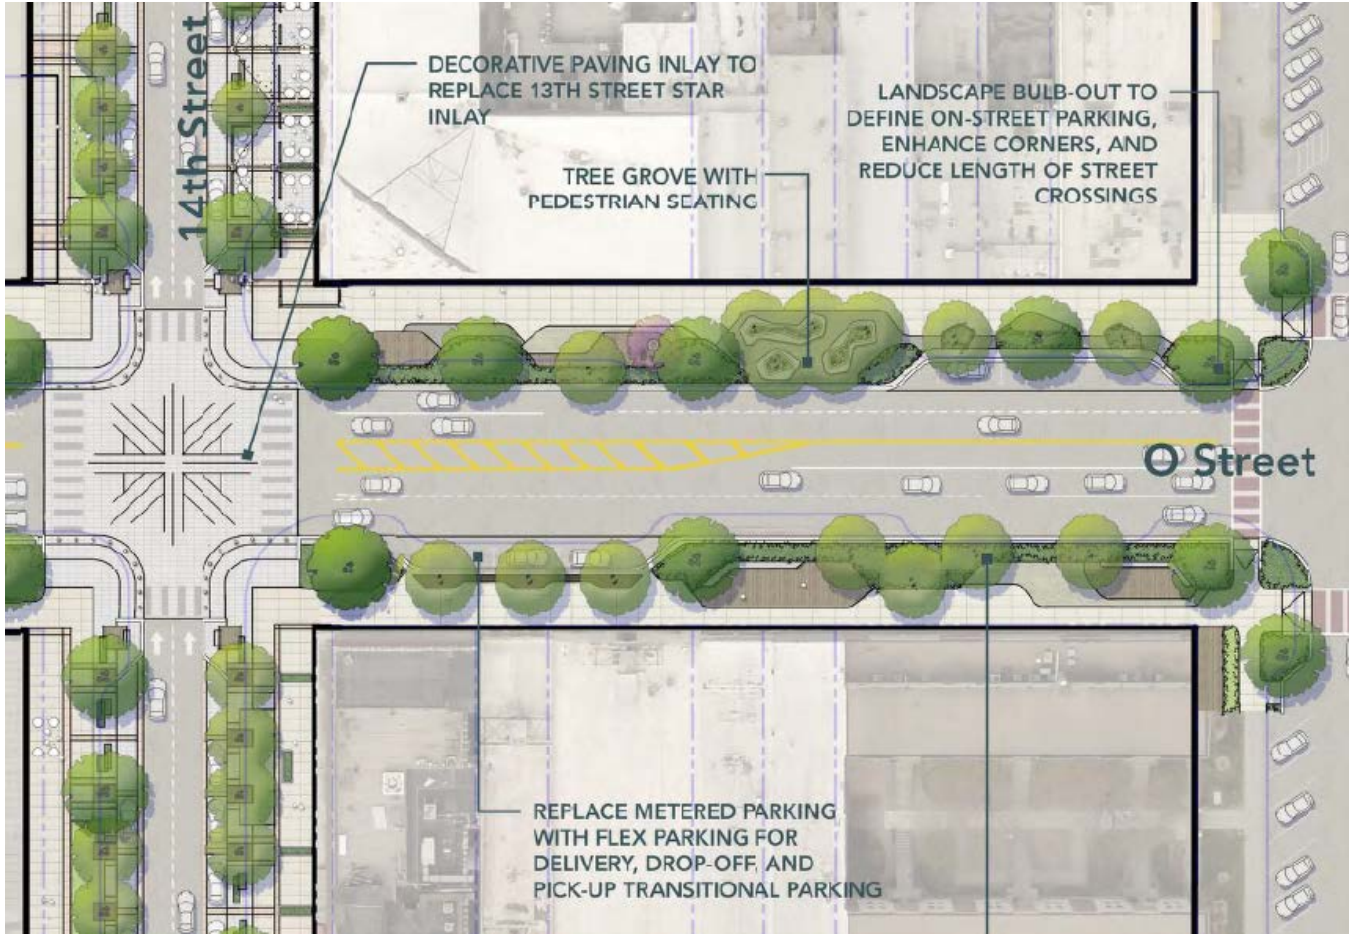 14th Street
DECORATIVE PAVING INLAY TO
REPLACE 13TH STREET STAR
INLAY
TREE GROVE WITH
PEDESTRIAN SEATING
LANDSCAPE BULB-OUT TO
DEFINE ON-STREET PARKING,
ENHANCE CORNERS, AND
REDUCE LENGTH OF STREET
CROSSINGS
O Street
REPLACE METERED PARKING
WITH FLEX PARKING FOR
DELIVERY, DROP-OFF, AND
PICK-UP TRANSITIONAL PARKING